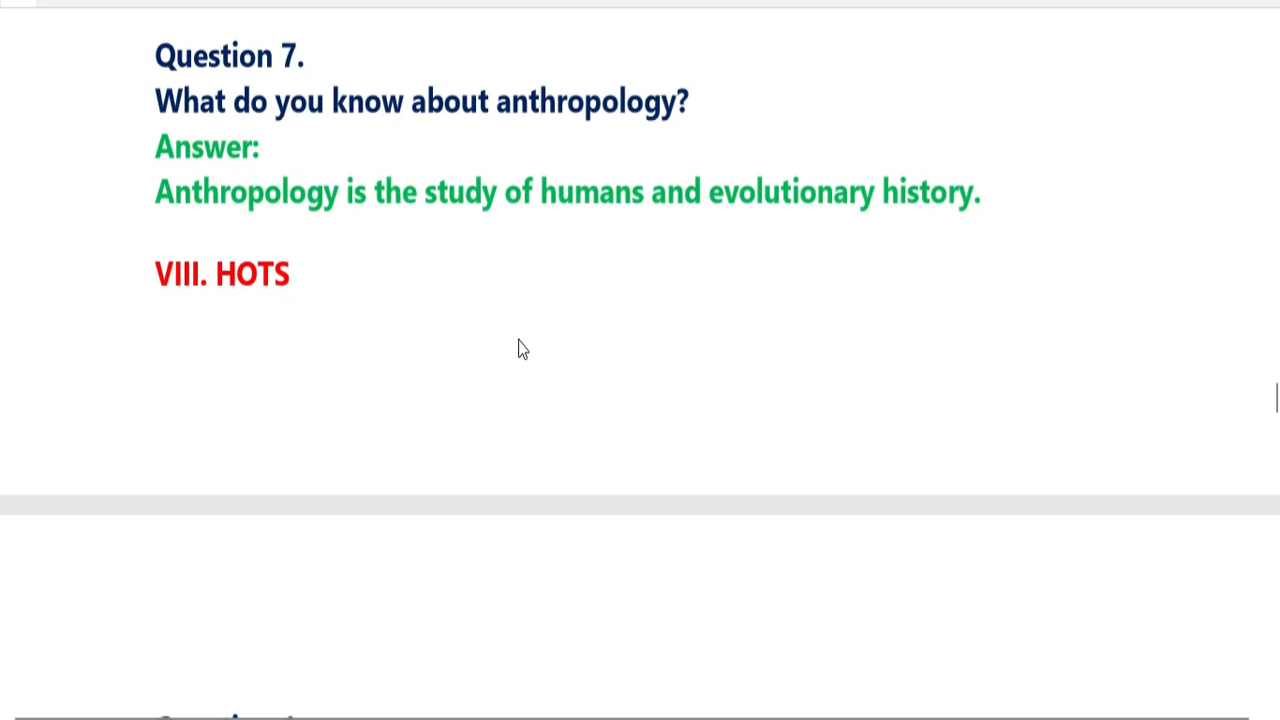 Question 7.
What do you know about anthropology?
Answer:
Anthropology is the study of humans and evolutionary history.
VIII. HOTS